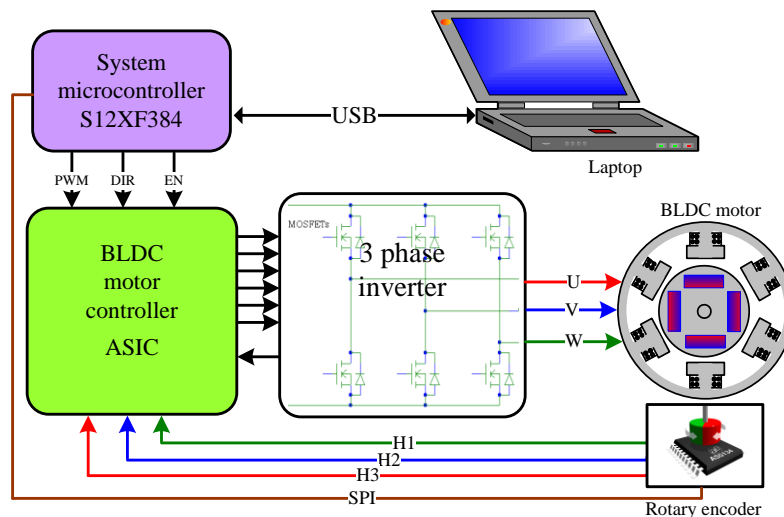 System
microcontroller
S12XF384
USB
Laptop
PWM
DIR
EN
BLDC
motor
controller
ASIC
MOSFETs
3 phase
inverter
U
V
W
BLDC motor
H1
H2
H3
SPI
Rotary encoder